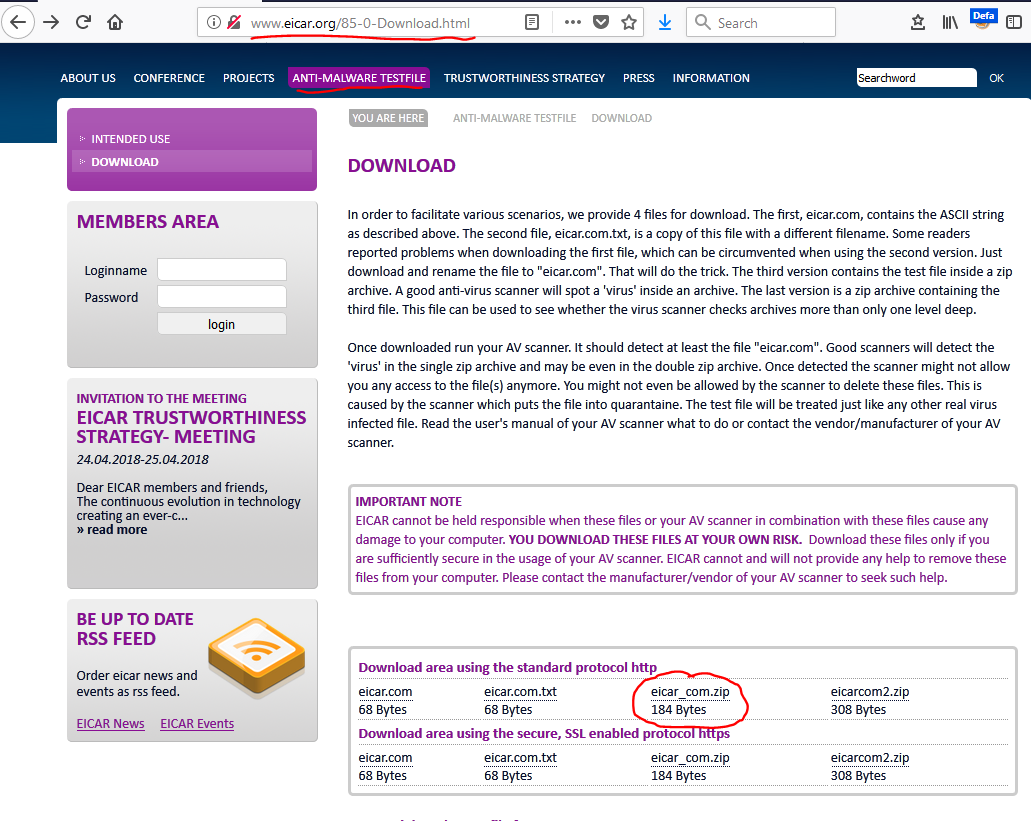 www.eicar.org/85-0-Download.html
Search
Defa
ABOUT US CONFERENCE PROJECTS ANTI-MALWARE TESTFILE TRUSTWORTHINESS STRATEGY PRESS INFORMATION
Searchword OK
INTENDED USE
DOWNLOAD
MEMBERS AREA
Loginname
Password
login
INVITATION TO THE MEETING
EICAR TRUSTWORTHINESS
STRATEGY- MEETING
24.04.2018-25.04.2018
Dear EICAR members and friends,
The continuous evolution in technology
creating an ever-c...
» read more
BE UP TO DATE
RSS FEED
Order eicar news and
events as rss feed.
EICAR News EICAR Events
YOU ARE HERE ANTI-MALWARE TESTFILE DOWNLOAD
DOWNLOAD
In order to facilitate various scenarios, we provide 4 files for download. The first, eicar.com, contains the ASCII string
as described above. The second file, eicar.com.txt, is a copy of this file with a different filename. Some readers
reported problems when downloading the first file, which can be circumvented when using the second version. Just
download and rename the file to "eicar.com". That will do the trick. The third version contains the test file inside a zip
archive. A good anti-virus scanner will spot a 'virus' inside an archive. The last version is a zip archive containing the
third file. This file can be used to see whether the virus scanner checks archives more than only one level deep.
Once downloaded run your AV scanner. It should detect at least the file "eicar.com". Good scanners will detect the
'virus' in the single zip archive and may be even in the double zip archive. Once detected the scanner might not allow
you any access to the file(s) anymore. You might not even be allowed by the scanner to delete these files. This is
caused by the scanner which puts the file into quarantaine. The test file will be treated just like any other real virus
infected file. Read the user's manual of your AV scanner what to do or contact the vendor/manufacturer of your AV
scanner.
IMPORTANT NOTE
EICAR cannot be held responsible when these files or your AV scanner in combination with these files cause any
damage to your computer. YOU DOWNLOAD THESE FILES AT YOUR OWN RISK. Download these files only if you
are sufficiently secure in the usage of your AV scanner. EICAR cannot and will not provide any help to remove these
files from your computer. Please contact the manufacturer/vendor of your AV scanner to seek such help.
Download area using the standard protocol http
eicar.com eicar.com.txt eicar_com.zip eicarcom2.zip
68 Bytes 68 Bytes 184 Bytes 308 Bytes
Download area using the secure, SSL enabled protocol https
eicar.com eicar.com.txt eicar_com.zip eicarcom2.zip
68 Bytes 68 Bytes 184 Bytes 308 Bytes